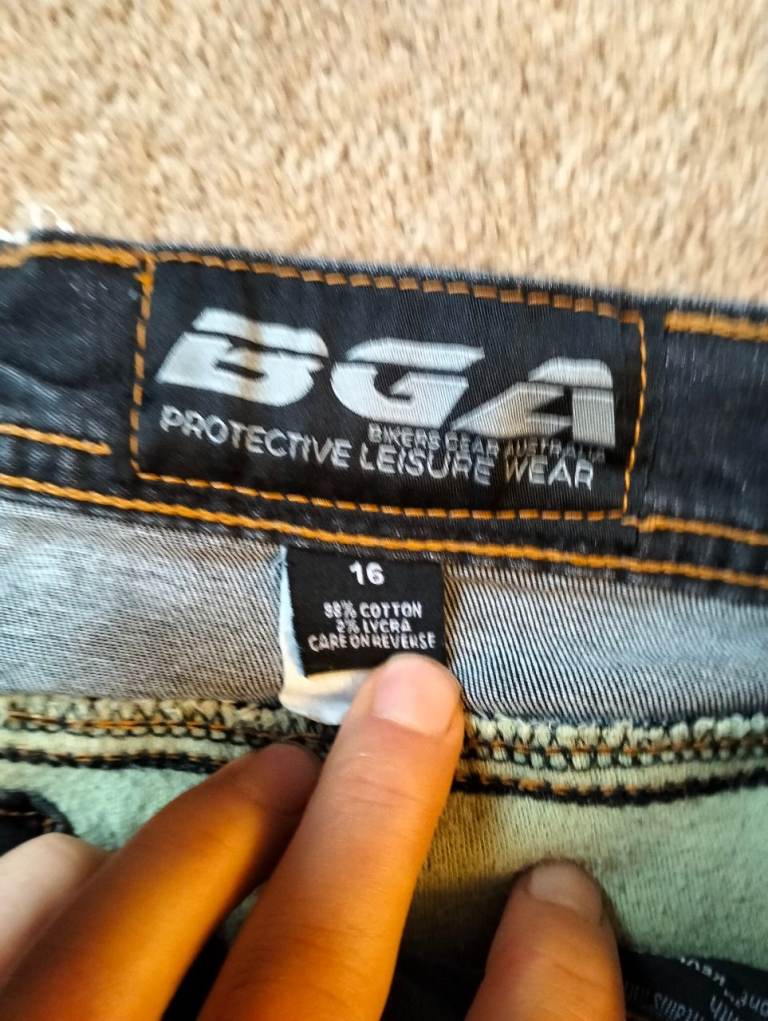 BGA
BIKERS GEAR AUSTRALIA
PROTECTIVE LEISURE WEAR
16
98% COTTON
2% LYCRA
CARE ON REVERSE